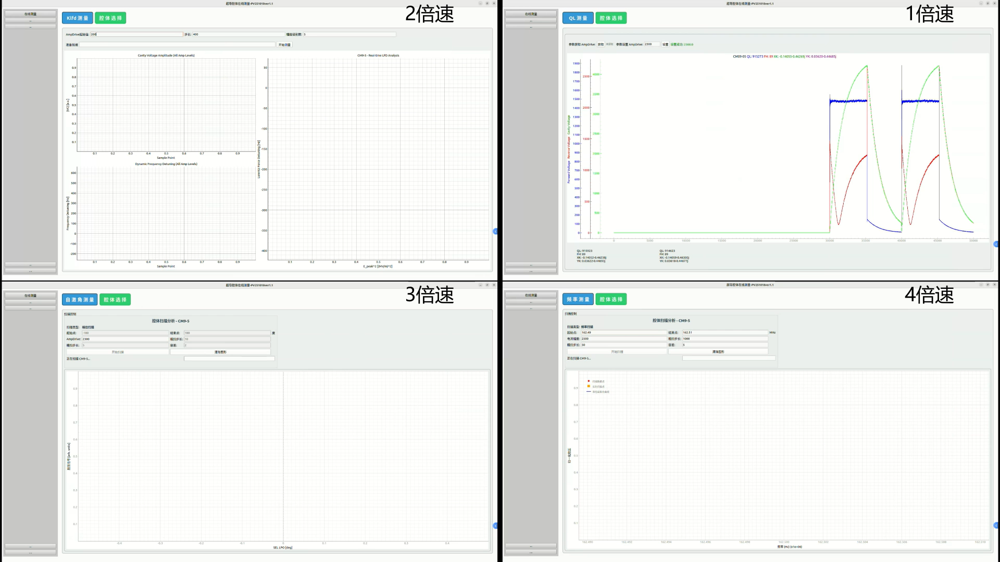 超导腔体在线测量-PV251018ver1.1
2倍速
在线测量
Klfd 测量
腔体选择
AmpDrive起始值: 200
步长: 400
幅度级别数: 5
准备就绪
开始测量
Cavity Voltage Amplitude (All Amp Levels)
|VC| [a.u.]
0.9
0.8
0.7
0.6
0.5
0.4
0.3
0.2
0.1
0.1 0.2 0.3 0.4 0.5 0.6 0.7 0.8 0.9
Sample Point
Dynamic Frequency Detuning (All Amp Levels)
Frequency Detuning [Hz]
600
500
400
300
200
100
0
-100
-200
0.1 0.2 0.3 0.4 0.5 0.6 0.7 0.8 0.9
Sample Point
CM9-5 - Real-time LFD Analysis
Lorentz Force Detuning [Hz]
50
0
-50
-100
-150
-200
-250
-300
-350
-400
0.1 0.2 0.3 0.4 0.5 0.6 0.7 0.8 0.9
E_peak^2 [(MV/m)^2]
超导腔体在线测量-PV251018ver1.1
1倍速
在线测量
QL 测量
腔体选择
参数获取 AmpDrive: 获取 未获取 参数设置 AmpDrive: 2300 设置 设置成功: 2300.0
CM09-05 QL: 915273 FH: 89 XK: -0.14055-0.46269j YK: 0.03620-0.44685j
Forward Voltage Reverse Voltage Cavity Voltage
1900
1800
1700
1600
1500
1400
1300
1200
1100
1000
900
800
700
600
500
400
300
200
100
0
2500
2000
1500
1000
500
0
4000
3500
3000
2500
2000
1500
1000
500
0
0 5000 10000 15000 20000 25000 30000 35000 40000 45000 50000
QL: 915923
FH: 89
XK: -0.14052-0.46238j
YK: 0.03622-0.44693j
QL: 914623
FH: 89
XK: -0.14059-0.46300j
YK: 0.03618-0.44677j
超导腔体在线测量-PV251018ver1.1
3倍速
在线测量
自激角测量
腔体选择
扫描控制
腔体扫描分析 - CM9-5
扫描类型: 相位扫描
起始点: -180 结束点: 180 度
AmpDrive: 2300 粗扫步长: 10
精扫步长: 5 容差: 2
开始扫描 清除图形
正在扫描 CM9-5...
腔压信号 [arb. units]
0.9
0.8
0.7
0.6
0.5
0.4
0.3
0.2
0.1
-0.4 -0.3 -0.2 -0.1 0 0.1 0.2 0.3 0.4
SEL LPO [deg]
超导腔体在线测量-PV251018ver1.1
4倍速
在线测量
频率测量
腔体选择
扫描控制
腔体扫描分析 - CM9-5
扫描类型: 频率扫描
起始点: 162.49 结束点: 162.51 MHz
电流幅度: 2500 粗扫步长: 1000
精扫步长: 50 容差: 5
开始扫描 清除图形
正在扫描 CM9-5...
扫描数据点
归一化腔压
0.9
0.8
0.7
0.6
0.5
0.4
0.3
0.2
0.1
162.490 162.492 162.494 162.496 162.498 162.500 162.502 162.504 162.506 162.508 162.510
频率 (Hz) (x1e+06)